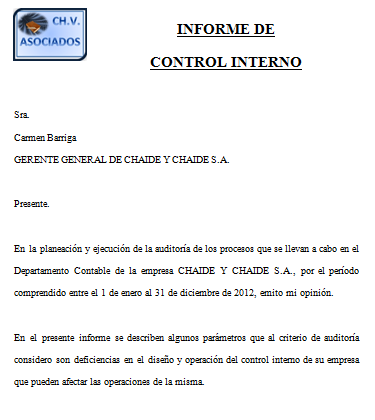 CH.V.
ASOCIADOS
INFORME DE
CONTROL INTERNO
Sra.
Carmen Barriga
GERENTE GENERAL DE CHAIDE Y CHAIDE S.A.
Presente.
En la planeación y ejecución de la auditoría de los procesos que se llevan a cabo en el
Departamento Contable de la empresa CHAIDE Y CHAIDE S.A., por el período
comprendido entre el 1 de enero al 31 de diciembre de 2012, emito mi opinión.
En el presente informe se describen algunos parámetros que al criterio de auditoría
considero son deficiencias en el diseño y operación del control interno de su empresa
que pueden afectar las operaciones de la misma.